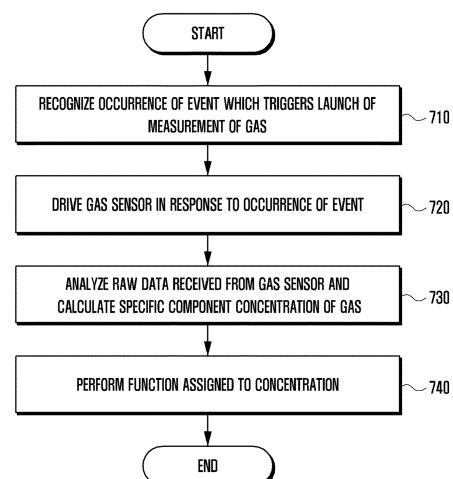 START
RECOGNIZE OCCURRENCE OF EVENT WHICH TRIGGERS LAUNCH OF
MEASUREMENT OF GAS
710
DRIVE GAS SENSOR IN RESPONSE TO OCCURRENCE OF EVENT
720
ANALYZE RAW DATA RECEIVED FROM GAS SENSOR AND
CALCULATE SPECIFIC COMPONENT CONCENTRATION OF GAS
730
PERFORM FUNCTION ASSIGNED TO CONCENTRATION
740
END